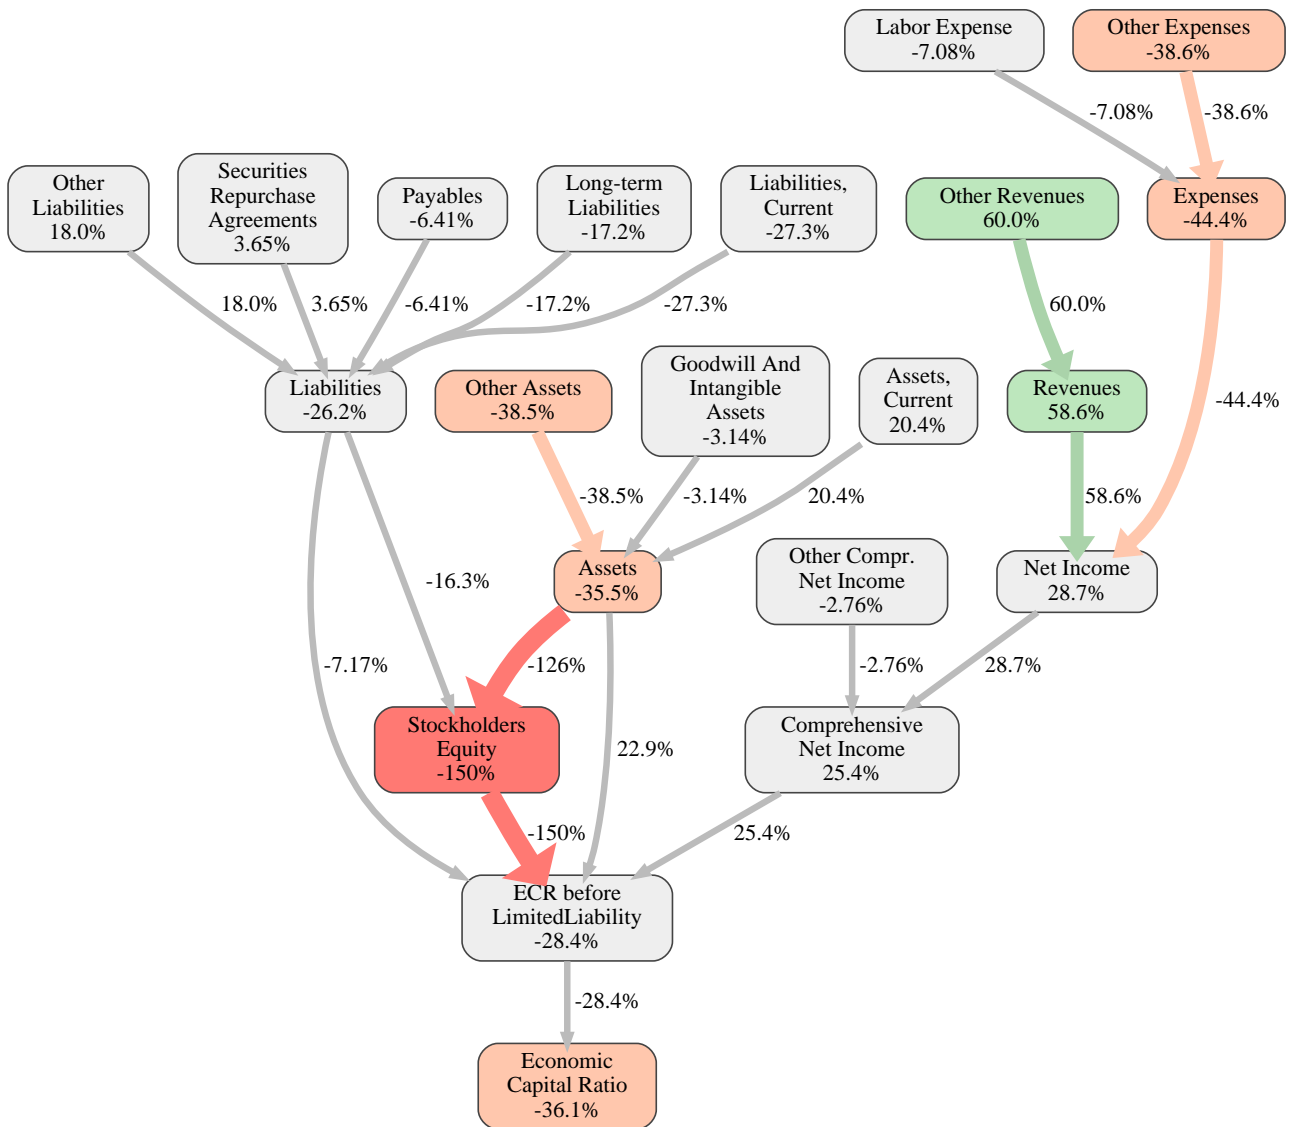 Labor Expense
-7.08%
Other Expenses
-38.6%
-7.08%
-38.6%
Other
Liabilities
18.0%
Securities
Repurchase
Agreements
3.65%
Payables
-6.41%
Long-term
Liabilities
-17.2%
Liabilities,
Current
-27.3%
Other Revenues
60.0%
Expenses
-44.4%
18.0%
3.65%
-6.41%
-17.2%
-27.3%
60.0%
-44.4%
Liabilities
-26.2%
Other Assets
-38.5%
Goodwill And
Intangible
Assets
-3.14%
Assets,
Current
20.4%
Revenues
58.6%
-38.5%
-3.14%
20.4%
58.6%
-16.3%
Assets
-35.5%
Other Compr.
Net Income
-2.76%
Net Income
28.7%
-7.17%
-126%
22.9%
-2.76%
28.7%
Stockholders
Equity
-150%
Comprehensive
Net Income
25.4%
-150%
25.4%
ECR before
LimitedLiability
-28.4%
-28.4%
Economic
Capital Ratio
-36.1%